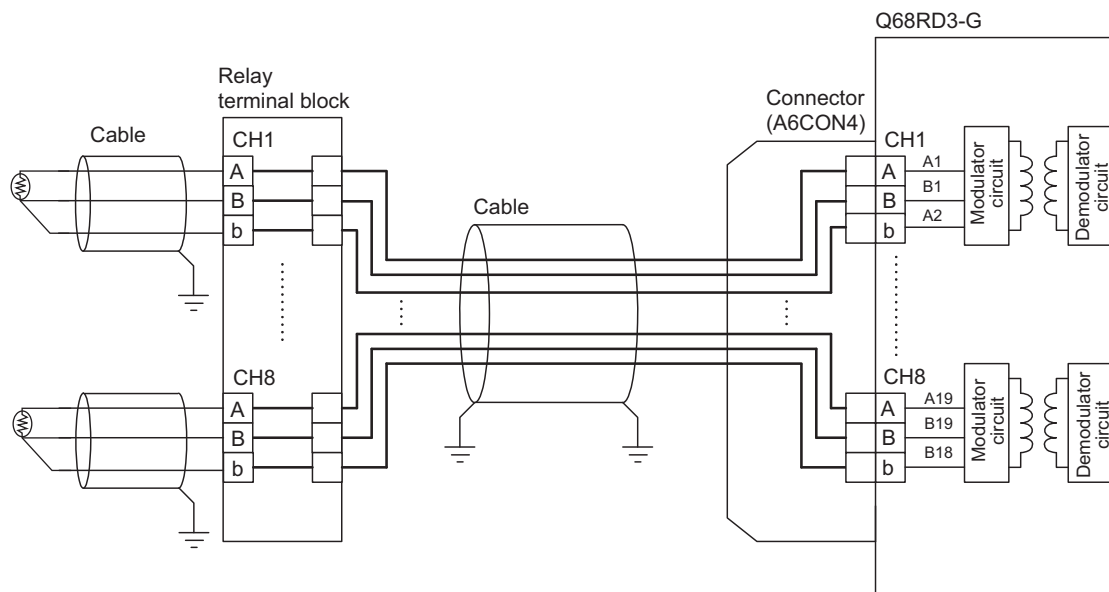 Q68RD3-G
Relay
terminal block
Connector
(A6CON4)
Cable
CH1
A
B
b
Cable
CH1
A
B
b
A1
B1
A2
Modulator
circuit
Demodulator
circuit
CH8
A
B
b
CH8
A
B
b
A19
B19
B18
Modulator
circuit
Demodulator
circuit